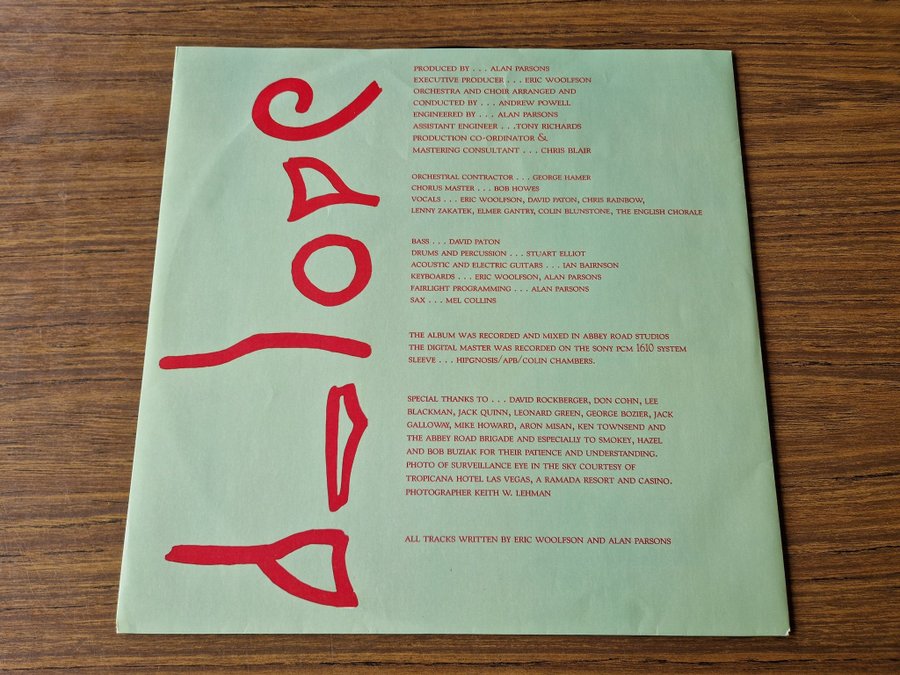 PRODUCED BY . . . ALAN PARSONS
EXECUTIVE PRODUCER . . . ERIC WOOLFSON
ORCHESTRA AND CHOIR ARRANGED AND
CONDUCTED BY . . . ANDREW POWELL
ENGINEERED BY . . . ALAN PARSONS
ASSISTANT ENGINEER . . .TONY RICHARDS
PRODUCTION CO-ORDINATOR &
MASTERING CONSULTANT . . . CHRIS BLAIR
ORCHESTRAL CONTRACTOR . . . GEORGE HAMER
CHORUS MASTER . . . BOB HOWES
VOCALS . . . ERIC WOOLFSON, DAVID PATON, CHRIS RAINBOW,
LENNY ZAKATEK, ELMER GANTRY, COLIN BLUNSTONE, THE ENGLISH CHORALE
BASS . . . DAVID PATON
DRUMS AND PERCUSSION . . . STUART ELLIOT
ACOUSTIC AND ELECTRIC GUITARS . . . IAN BAIRNSON
KEYBOARDS . . . ERIC WOOLFSON, ALAN PARSONS
FAIRLIGHT PROGRAMMING . . . ALAN PARSONS
SAX . . . MEL COLLINS
THE ALBUM WAS RECORDED AND MIXED IN ABBEY ROAD STUDIOS
THE DIGITAL MASTER WAS RECORDED ON THE SONY PCM 1610 SYSTEM
SLEEVE . . . HIPGNOSIS/APB/COLIN CHAMBERS.
SPECIAL THANKS TO . . . DAVID ROCKBERGER, DON COHN, LEE
BLACKMAN, JACK QUINN, LEONARD GREEN, GEORGE BOZIER, JACK
GALLOWAY, MIKE HOWARD, ARON MISAN, KEN TOWNSEND AND
THE ABBEY ROAD BRIGADE AND ESPECIALLY TO SMOKEY, HAZEL
AND BOB BUZIAK FOR THEIR PATIENCE AND UNDERSTANDING.
PHOTO OF SURVEILLANCE EYE IN THE SKY COURTESY OF
TROPICANA HOTEL LAS VEGAS, A RAMADA RESORT AND CASINO.
PHOTOGRAPHER KEITH W. LEHMAN
ALL TRACKS WRITTEN BY ERIC WOOLFSON AND ALAN PARSONS